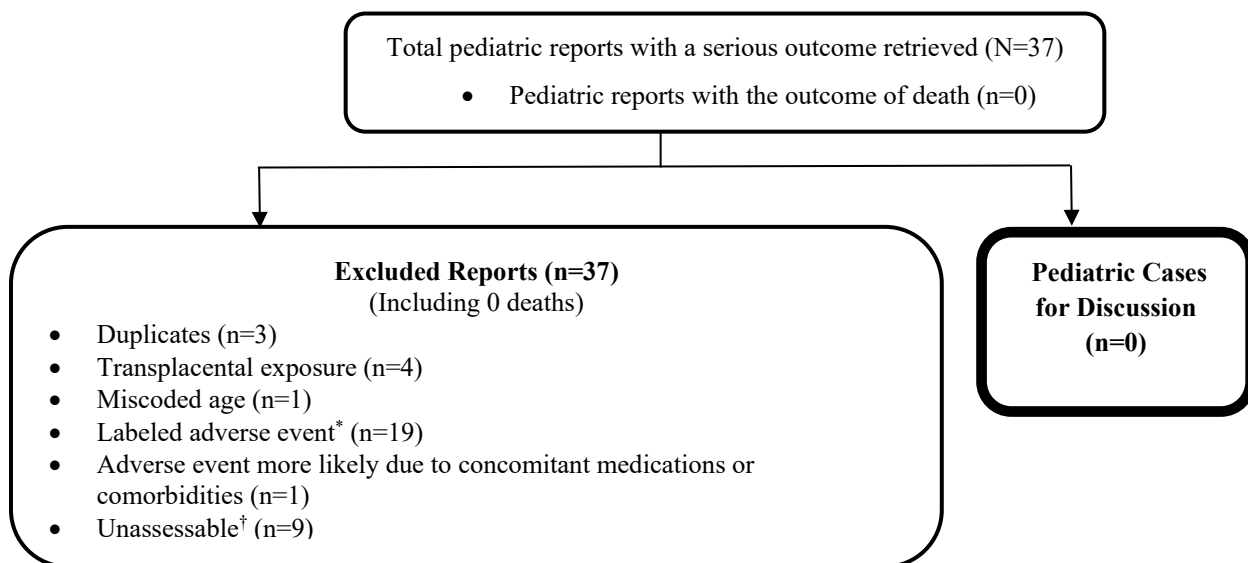 Total pediatric reports with a serious outcome retrieved (N=37)
• Pediatric reports with the outcome of death (n=0)
Excluded Reports (n=37)
(Including 0 deaths)
• Duplicates (n=3)
• Transplacental exposure (n=4)
• Miscoded age (n=1)
• Labeled adverse event* (n=19)
• Adverse event more likely due to concomitant medications or
comorbidities (n=1)
• Unassessable† (n=9)
Pediatric Cases
for Discussion
(n=0)